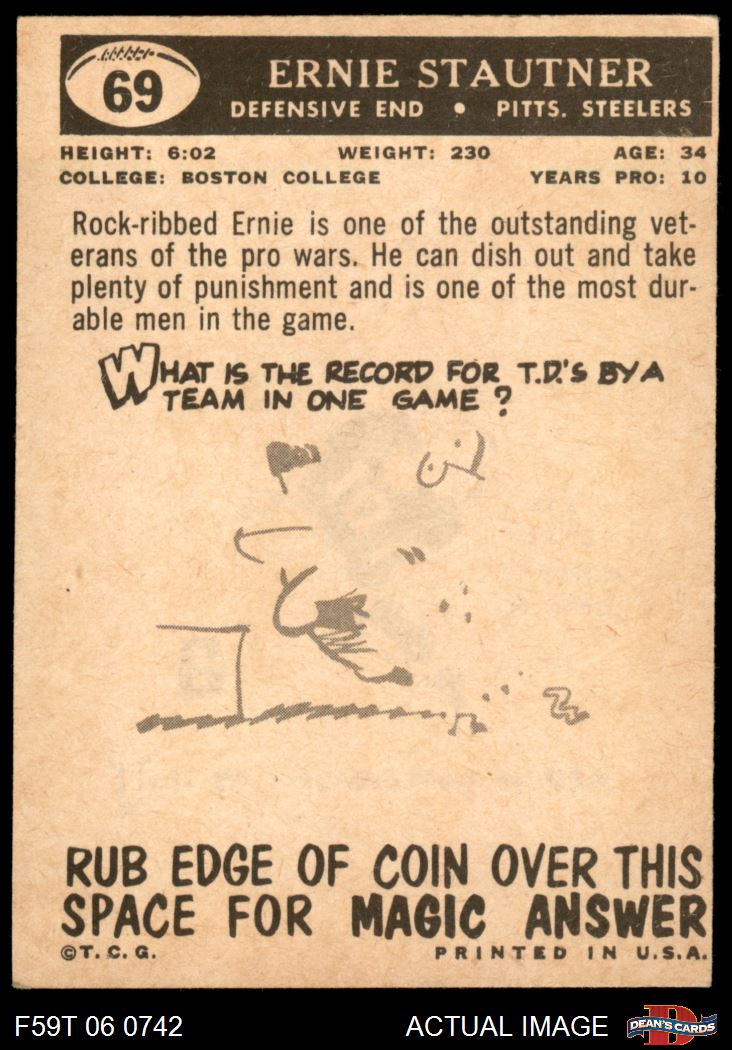 69
ERNIE STAUTNER
DEFENSIVE END • PITTS. STEELERS
HEIGHT: 6:02 WEIGHT: 230 AGE: 34
COLLEGE: BOSTON COLLEGE YEARS PRO: 10
Rock-ribbed Ernie is one of the outstanding vet-
erans of the pro wars. He can dish out and take
plenty of punishment and is one of the most dur-
able men in the game.
WHAT IS THE RECORD FOR T.D.'S BY A
TEAM IN ONE GAME?
RUB EDGE OF COIN OVER THIS
SPACE FOR MAGIC ANSWER
©T. C. G. PRINTED IN U.S.A.
F59T 06 0742 ACTUAL IMAGE DEAN'S CARDS